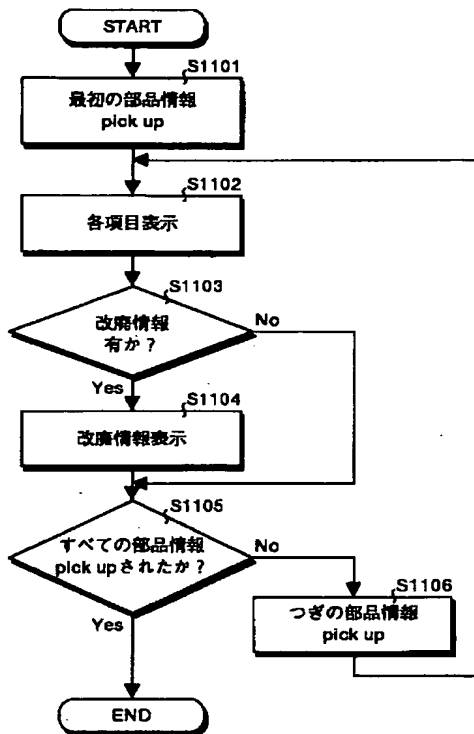 START
S1101
最初の部品情報
pick up
S1102
各項目表示
S1103
改廃情報
有か？
No
Yes
S1104
改廃情報表示
S1105
すべての部品情報
pick upされたか？
No
Yes
S1106
つぎの部品情報
pick up
END